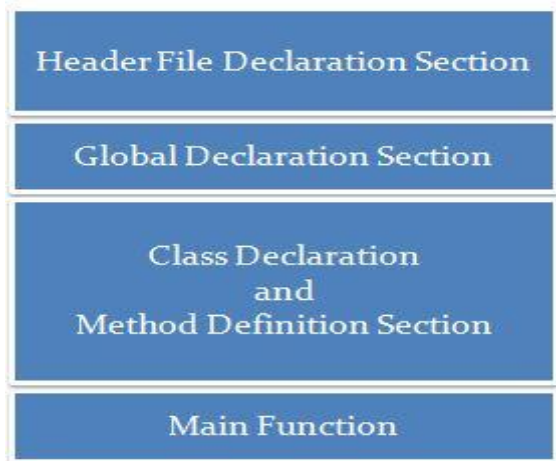 Header File Declaration Section
Global Declaration Section
Class Declaration
and
Method Definition Section
Main Function